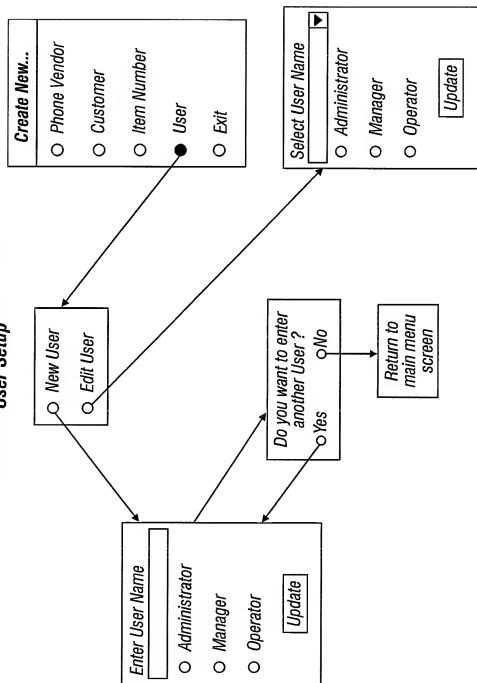 User Setup
Create New...
Phone Vendor
Customer
Item Number
User
Exit
New User
Edit User
Enter User Name
Administrator
Manager
Operator
Update
Do you want to enter
another User ?
Yes
No
Return to
main menu
screen
Select User Name
Administrator
Manager
Operator
Update